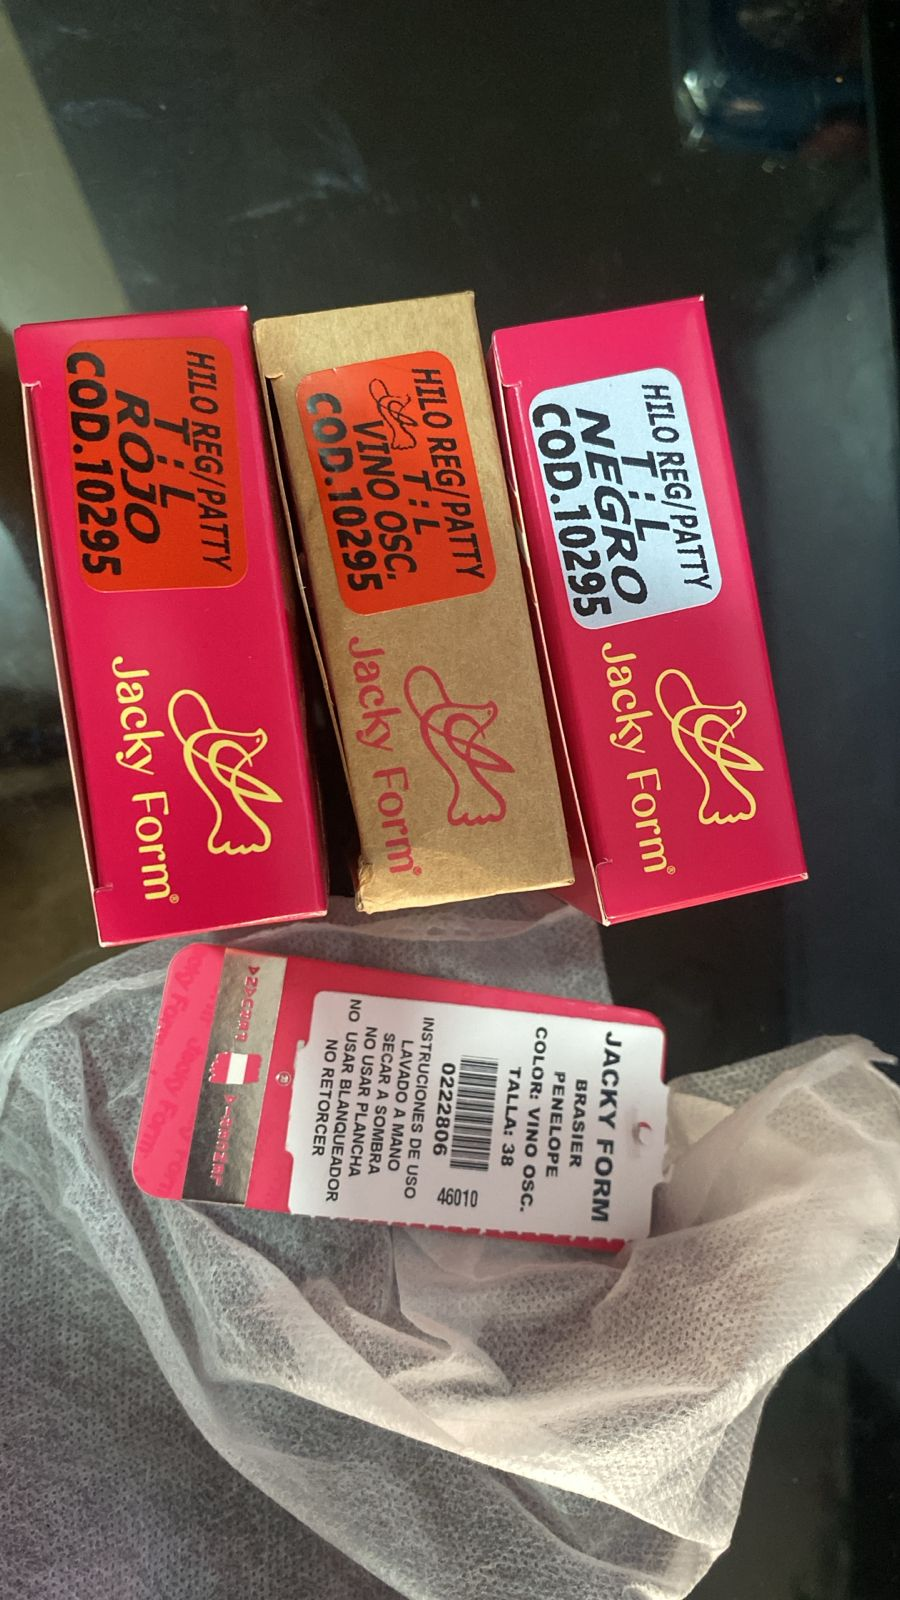 HILO REG/PATTY
T:L
ROJO
COD.10295
Jacky Form®
HILO REG/PATTY
T:L
VINO OSC.
COD.10295
Jacky Form®
HILO REG/PATTY
T:L
NEGRO
COD.10295
Jacky Form®
JACKY FORM
BRASIER
PENELOPE
COLOR: VINO OSC.
TALLA: 38
0222806
46010
INSTRUCIONES DE USO
LAVADO A MANO
SECAR A SOMBRA
NO USAR PLANCHA
NO USAR BLANQUEADOR
NO RETORCER
®